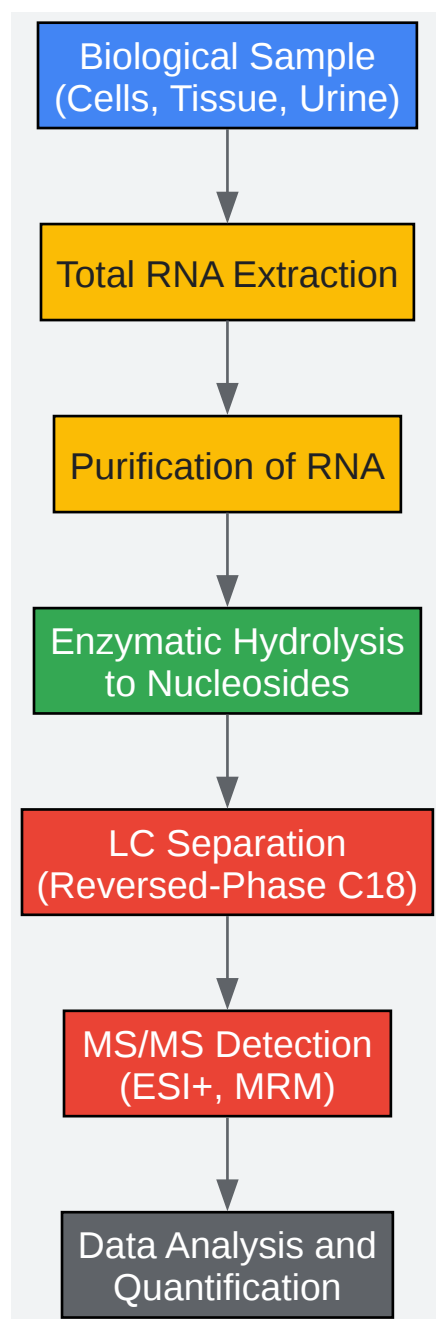 Biological Sample
(Cells, Tissue, Urine)
Total RNA Extraction
Purification of RNA
Enzymatic Hydrolysis
to Nucleosides
LC Separation
(Reversed-Phase C18)
MS/MS Detection
(ESI+, MRM)
Data Analysis and
Quantification